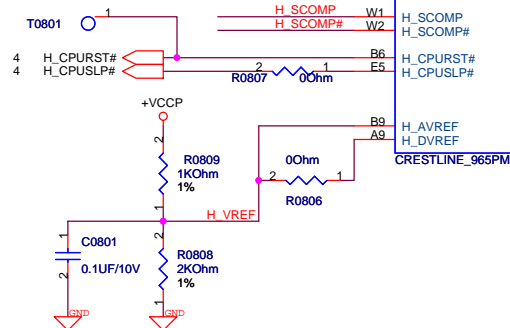 H_SCOMP W1 H_SCOMP
H_SCOMP# W2 H_SCOMP#
T0801 1
4 H_CPURST# B6 H_CPURST#
4 H_CPUSLP# 2 1 E5 H_CPUSLP#
R0807 0Ohm
+VCCP
B9 H_AVREF
A9 H_DVREF
2
CRESTLINE_965PM
R0809 0Ohm
1KOhm 2 1
1% R0806
1
H_VREF
1 2
C0801 R0808
0.1UF/10V 2KOhm
2 1%
1
GND GND